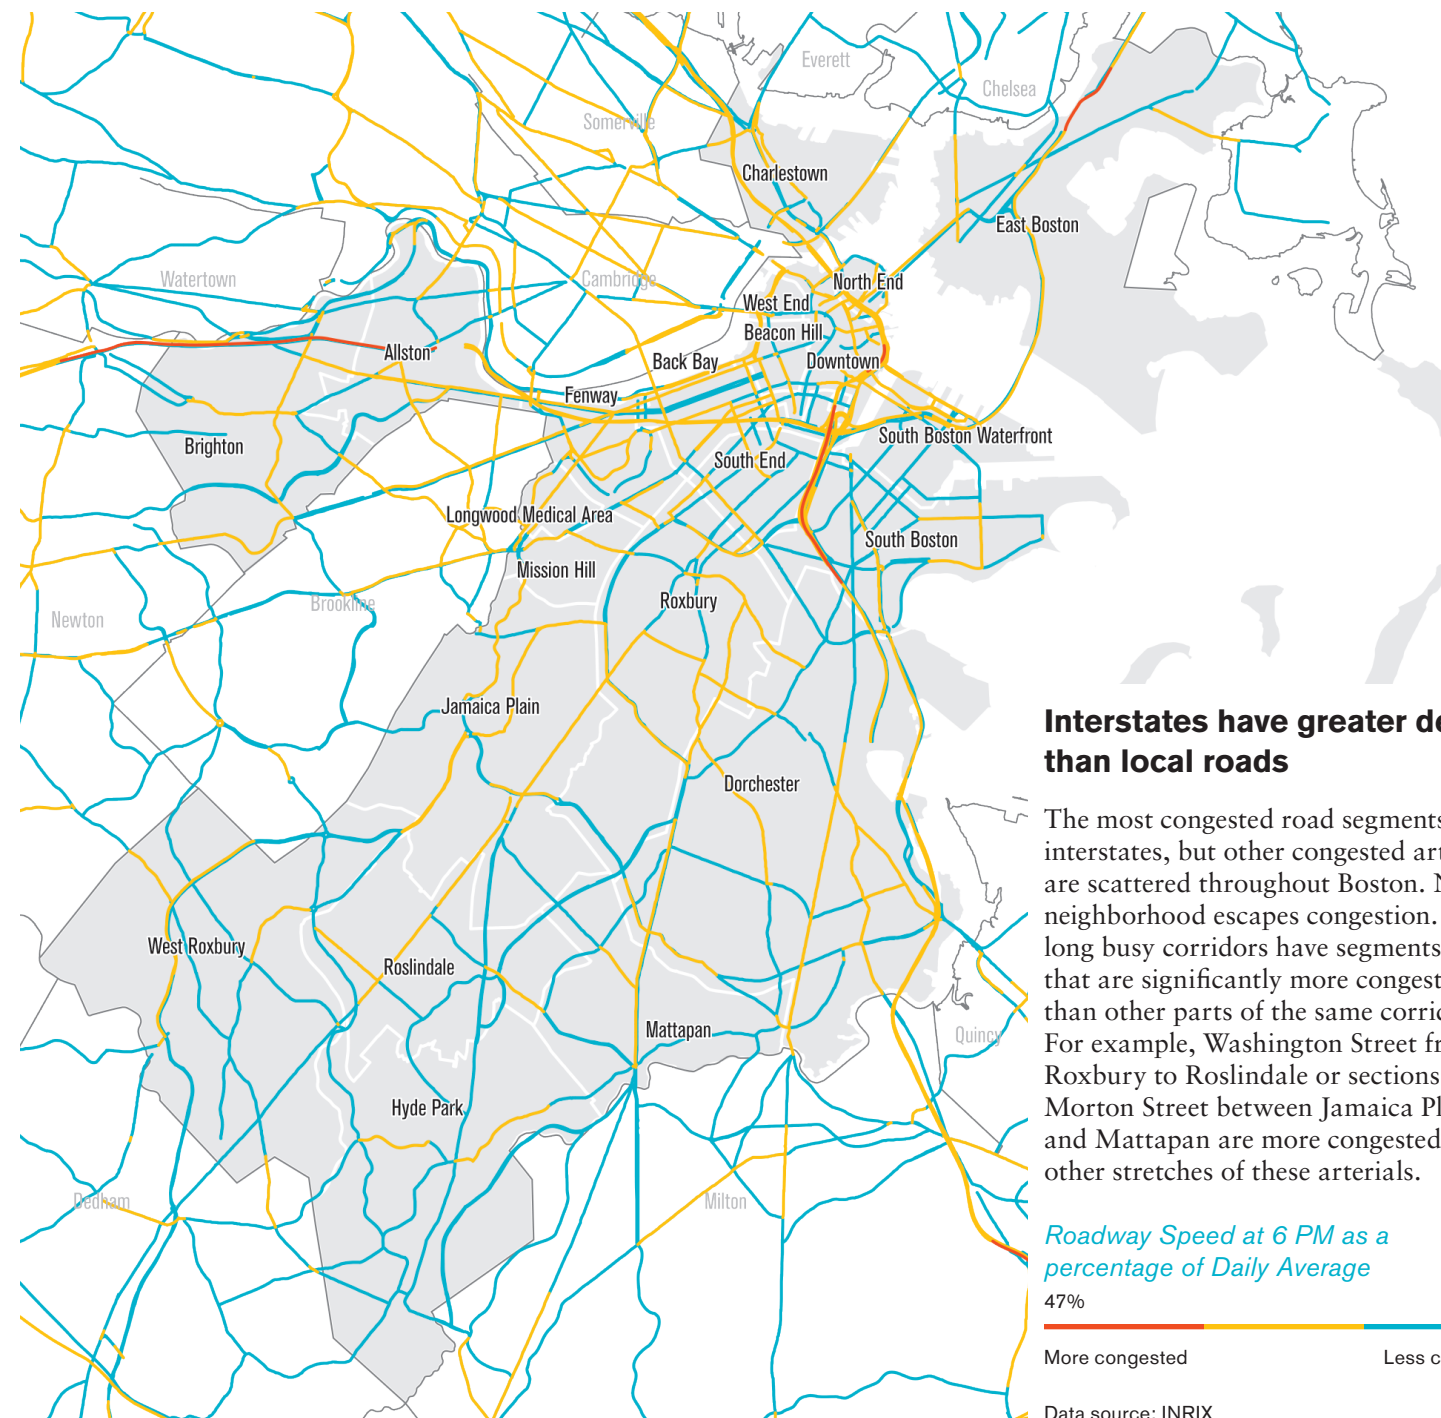 Everett
Chelsea
Somerville
Charlestown
East Boston
Watertown
Cambridge
North End
West End
Beacon Hill
Allston
Back Bay
Downtown
Fenway
Brighton
South Boston Waterfront
South End
Longwood Medical Area
South Boston
Mission Hill
Newton
Brookline
Roxbury
Jamaica Plain
Dorchester
West Roxbury
Roslindale
Mattapan
Quincy
Hyde Park
Dedham
Milton
Interstates have greater
than local roads
The most congested road segments
interstates, but other congested
are scattered throughout Boston.
neighborhood escapes congestion.
long busy corridors have segments
that are significantly more
than other parts of the same
For example, Washington Street
Roxbury to Roslindale or sections
Morton Street between Jamaica
and Mattapan are more congested
other stretches of these arterials.
Roadway Speed at 6 PM as a
percentage of Daily Average
47%
More congested
Less
Data source: INRIX